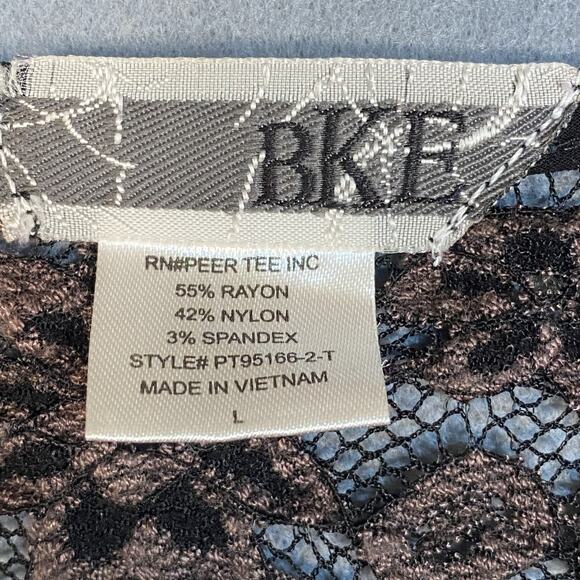 BKE
RN#PEER TEE INC
55% RAYON
42% NYLON
3% SPANDEX
STYLE# PT95166-2-T
MADE IN VIETNAM
L